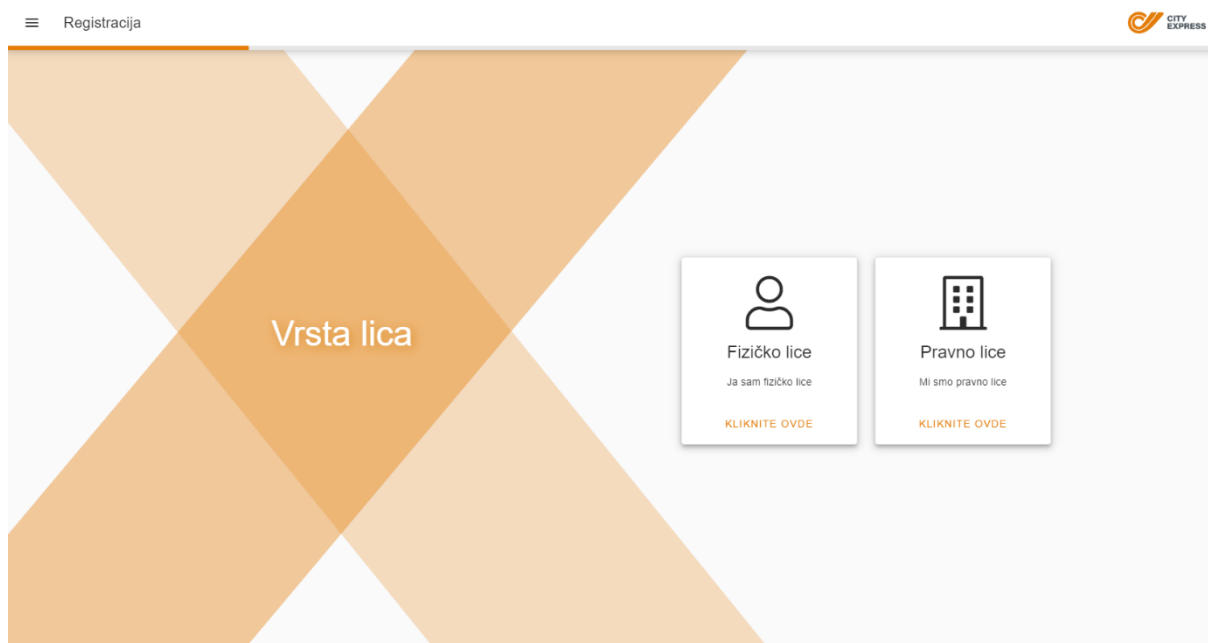 Registracija
CITY
EXPRESS
Vrsta lica
Fizičko lice
Ja sam fizičko lice
KLIKNITE OVDE
Pravno lice
Mi smo pravno lice
KLIKNITE OVDE